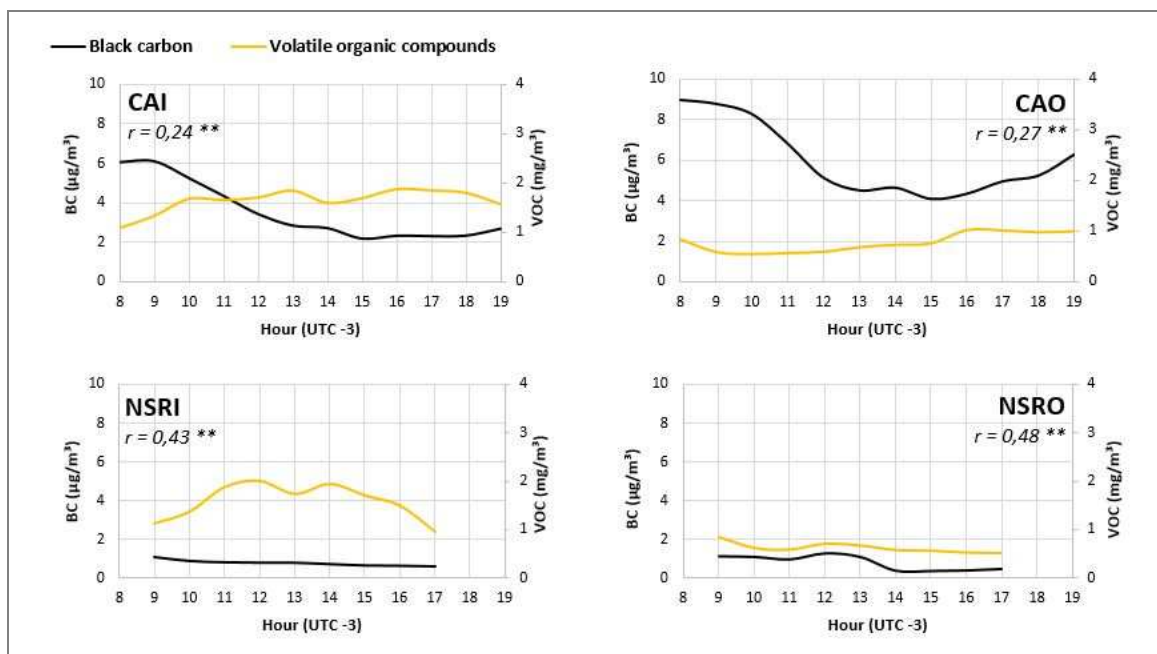 Black carbon
Volatile organic compounds
CAI
r = 0,24 **
10
8
6
4
2
0
BC (µg/m³)
4
3
2
1
0
VOC (mg/m³)
8 9 10 11 12 13 14 15 16 17 18 19
Hour (UTC -3)
CAO
r = 0,27 **
10
8
6
4
2
0
BC (µg/m³)
4
3
2
1
0
VOC (mg/m³)
8 9 10 11 12 13 14 15 16 17 18 19
Hour (UTC -3)
NSRI
r = 0,43 **
10
8
6
4
2
0
BC (µg/m³)
4
3
2
1
0
VOC (mg/m³)
8 9 10 11 12 13 14 15 16 17 18 19
Hour (UTC -3)
NSRO
r = 0,48 **
10
8
6
4
2
0
BC (µg/m³)
4
3
2
1
0
VOC (mg/m³)
8 9 10 11 12 13 14 15 16 17 18 19
Hour (UTC -3)